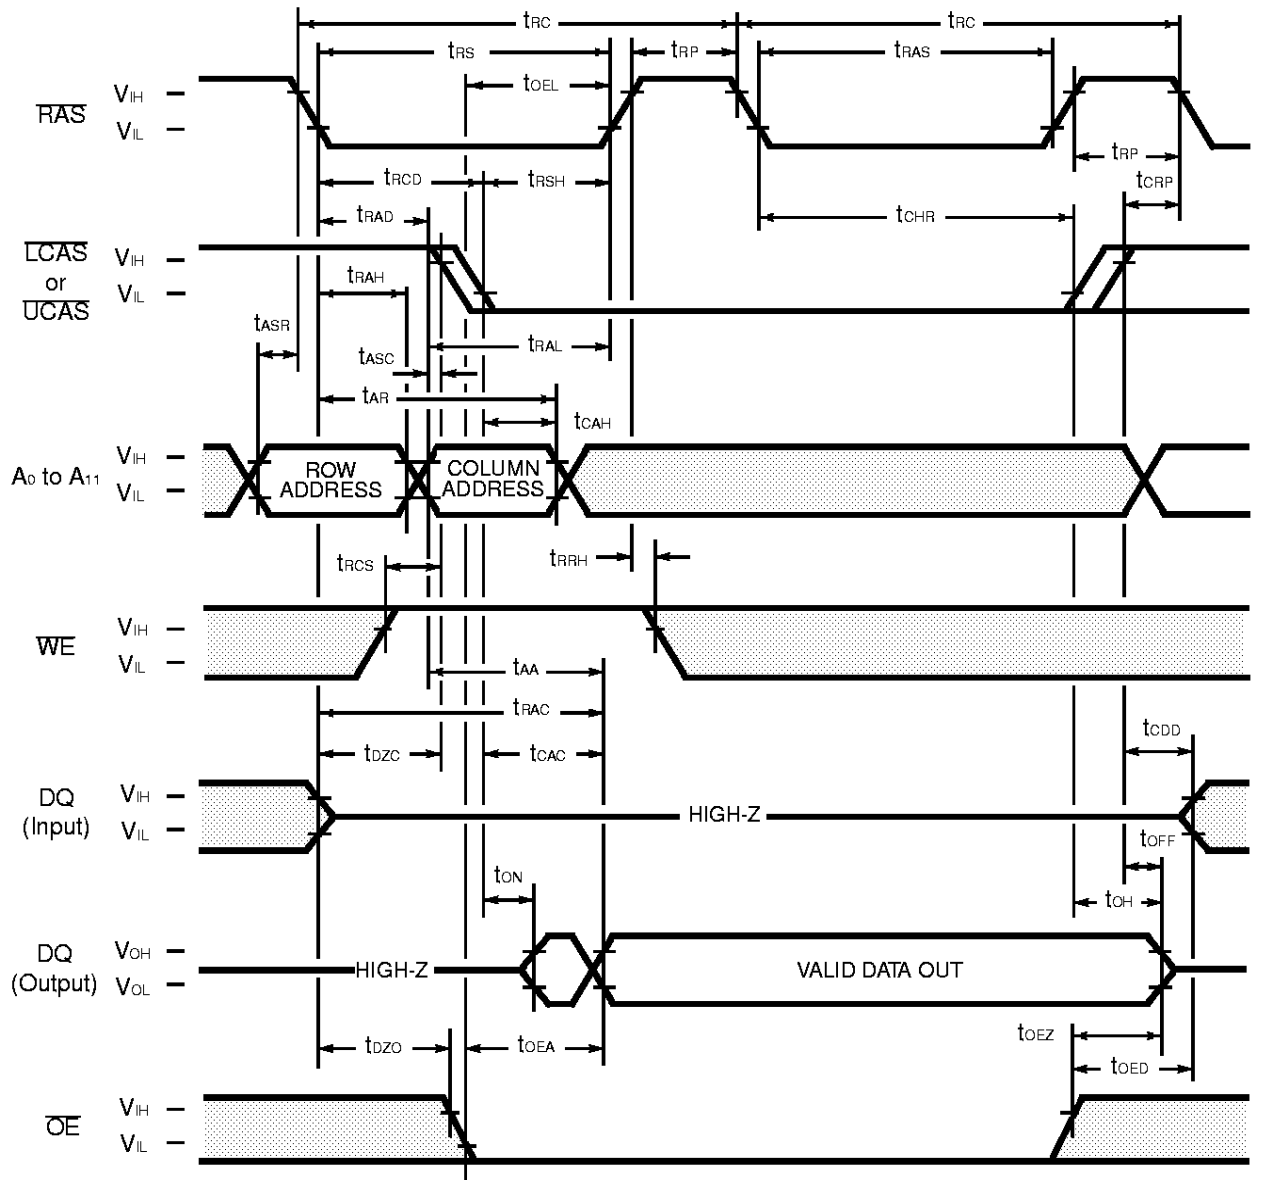 tRC tRC
tRS tRP tRAS
tOEL
RAS VIH
VIL
tRP
tRCD tRSH tCRP
tRAD tCHR
LCAS or UCAS VIH
VIL
tRAH
tASR
tRAL
tASC
tAR
tCAH
A0 to A11 VIH
VIL
ROW ADDRESS
COLUMN ADDRESS
tRCS tRRH
WE VIH
VIL
tAA
tRAC
tDZC tCAC tCDD
DQ (Input) VIH
VIL
HIGH-Z
tOFF
tON tOH
DQ (Output) VOH
VOL
HIGH-Z VALID DATA OUT
tOEZ
tDZO tOEA tOED
OE VIH
VIL